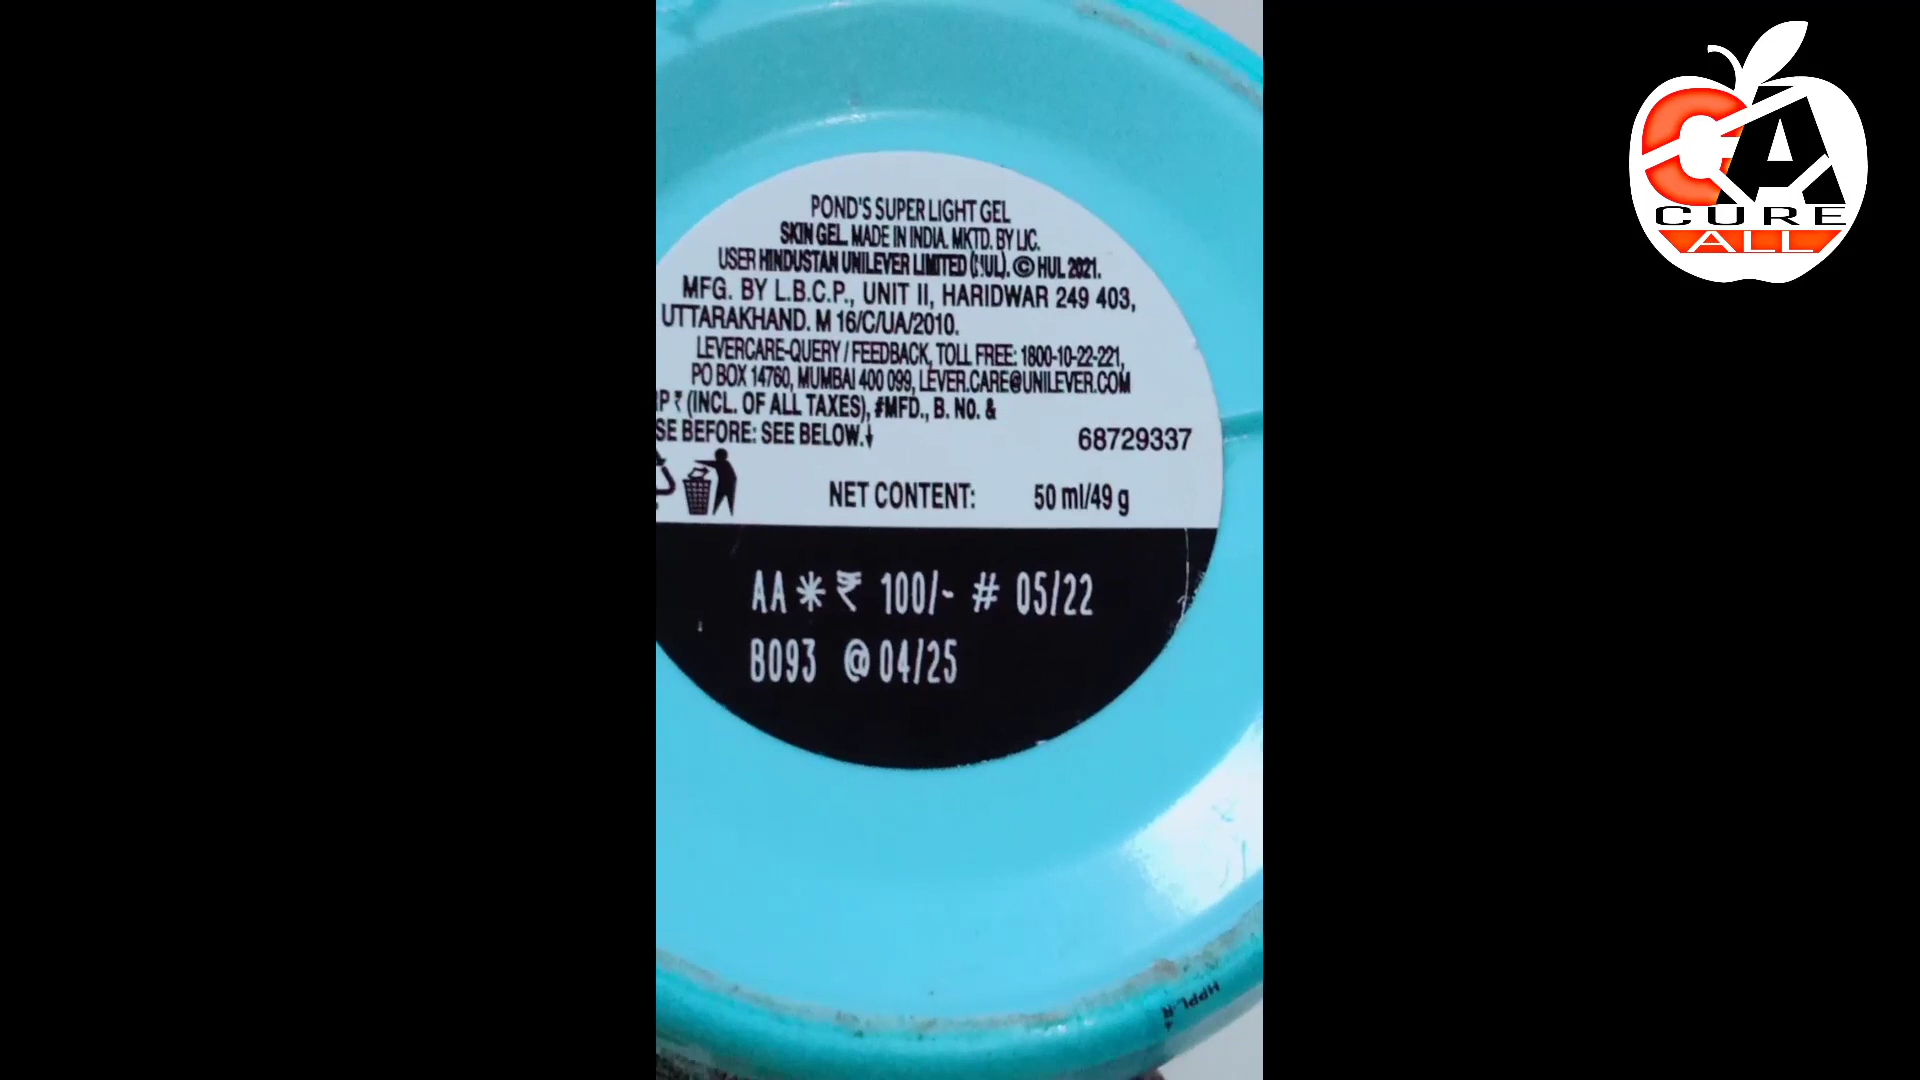 POND'S SUPER LIGHT GEL
SKIN GEL. MADE IN INDIA. MKTD. BY LIC.
USER HINDUSTAN UNILEVER LIMITED (HUL). © HUL 2021.
MFG. BY L.B.C.P., UNIT II, HARIDWAR 249 403,
UTTARAKHAND. M 16/C/UA/2010.
LEVERCARE-QUERY / FEEDBACK, TOLL FREE: 1800-10-22-221,
PO BOX 14760, MUMBAI 400 099, LEVER.CARE@UNILEVER.COM
P ₹ (INCL. OF ALL TAXES), #MFD., B. NO. &
SE BEFORE: SEE BELOW.↓
68729337
NET CONTENT: 50 ml/49 g
AA * ₹ 100/- # 05/22
B093 @ 04/25
CA
CURE
ALL